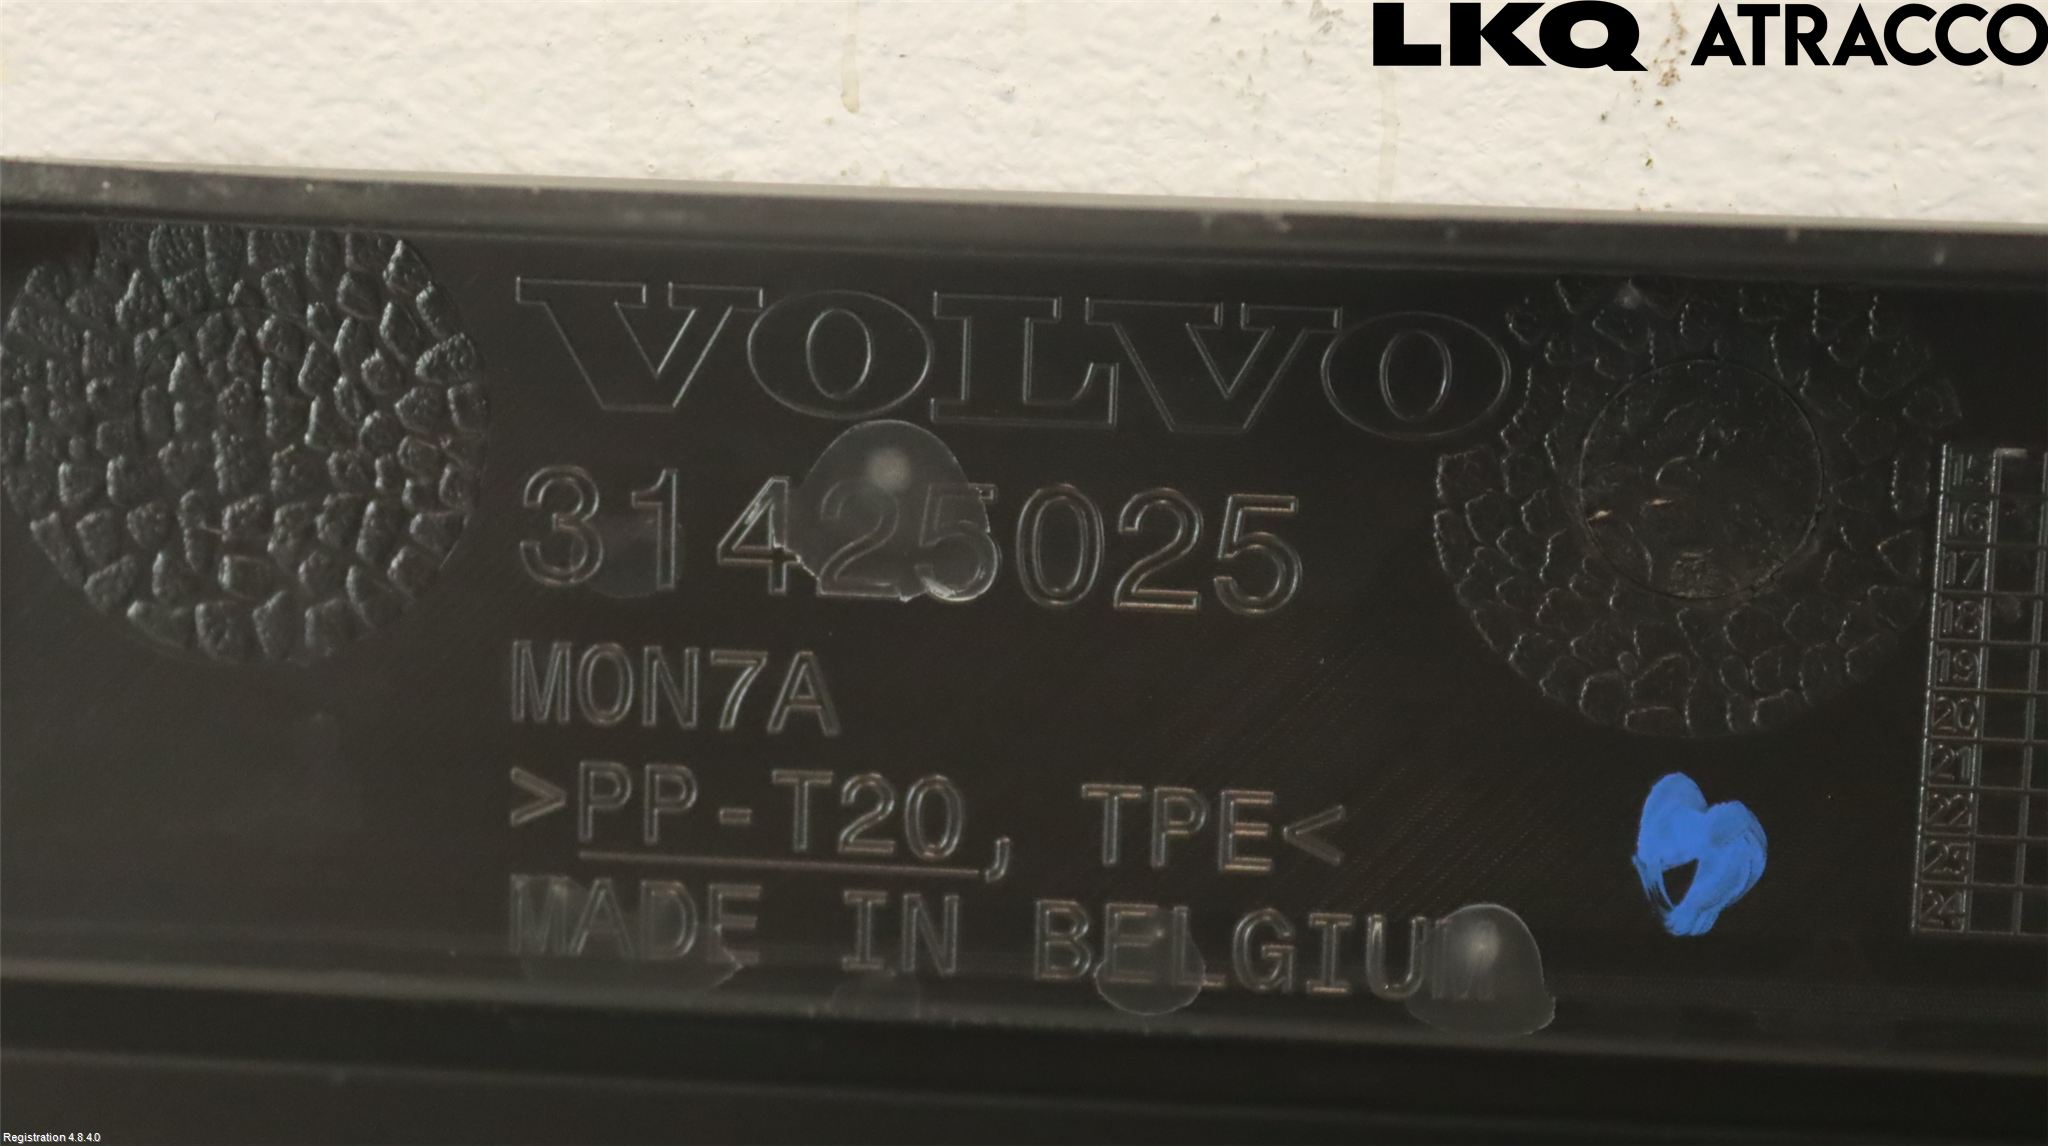 LKQ ATRACCO
VOLVO
31425025
MON7A
>PP-T20, TPE<
MADE IN BELGIUM
15
16
17
18
19
20
21
22
23
24
Registration 4.8.4.0